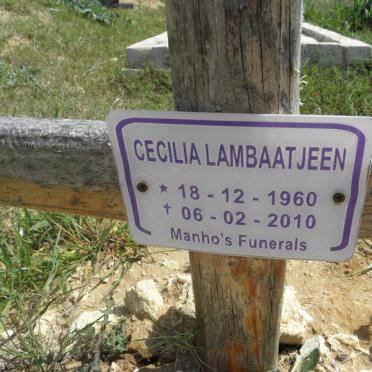 CECILIA LAMBAATJEEN
★ 18 - 12 - 1960
✝ 06 - 02 - 2010
Manho's Funerals